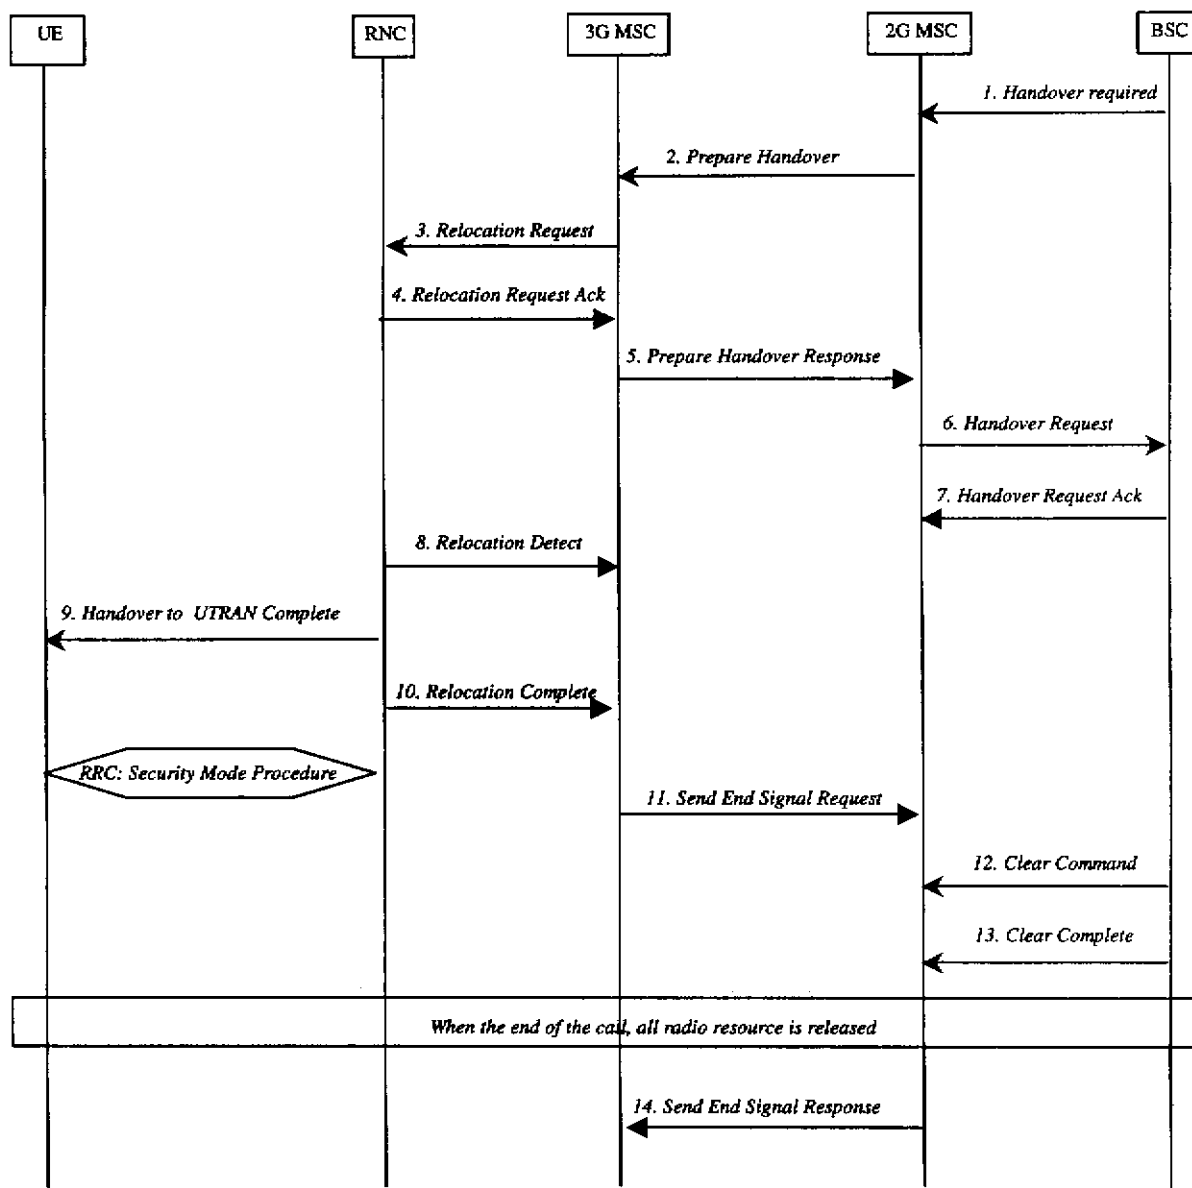 UE
RNC
3G MSC
2G MSC
BSC
1. Handover required
2. Prepare Handover
3. Relocation Request
4. Relocation Request Ack
5. Prepare Handover Response
6. Handover Request
7. Handover Request Ack
8. Relocation Detect
9. Handover to UTRAN Complete
10. Relocation Complete
RRC: Security Mode Procedure
11. Send End Signal Request
12. Clear Command
13. Clear Complete
When the end of the call, all radio resource is released
14. Send End Signal Response